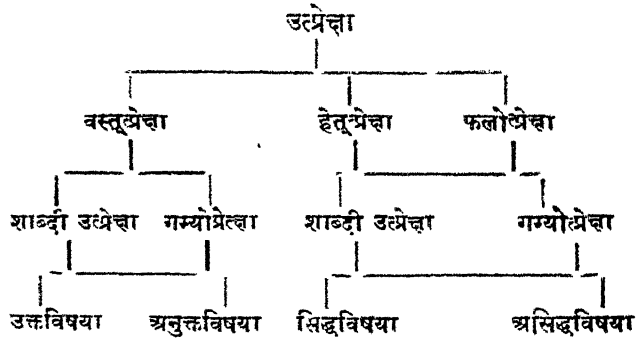 उत्प्रेक्षा
वस्तूत्प्रेक्षा हेतूत्प्रेक्षा फलोत्प्रेक्षा
शाब्दी उत्प्रेक्षा गम्योप्रेत्क्षा शाब्दी उत्प्रेक्षा गम्योत्प्रेक्षा
उक्तविषया अनुक्तविषया सिद्धविषया असिद्धविषया